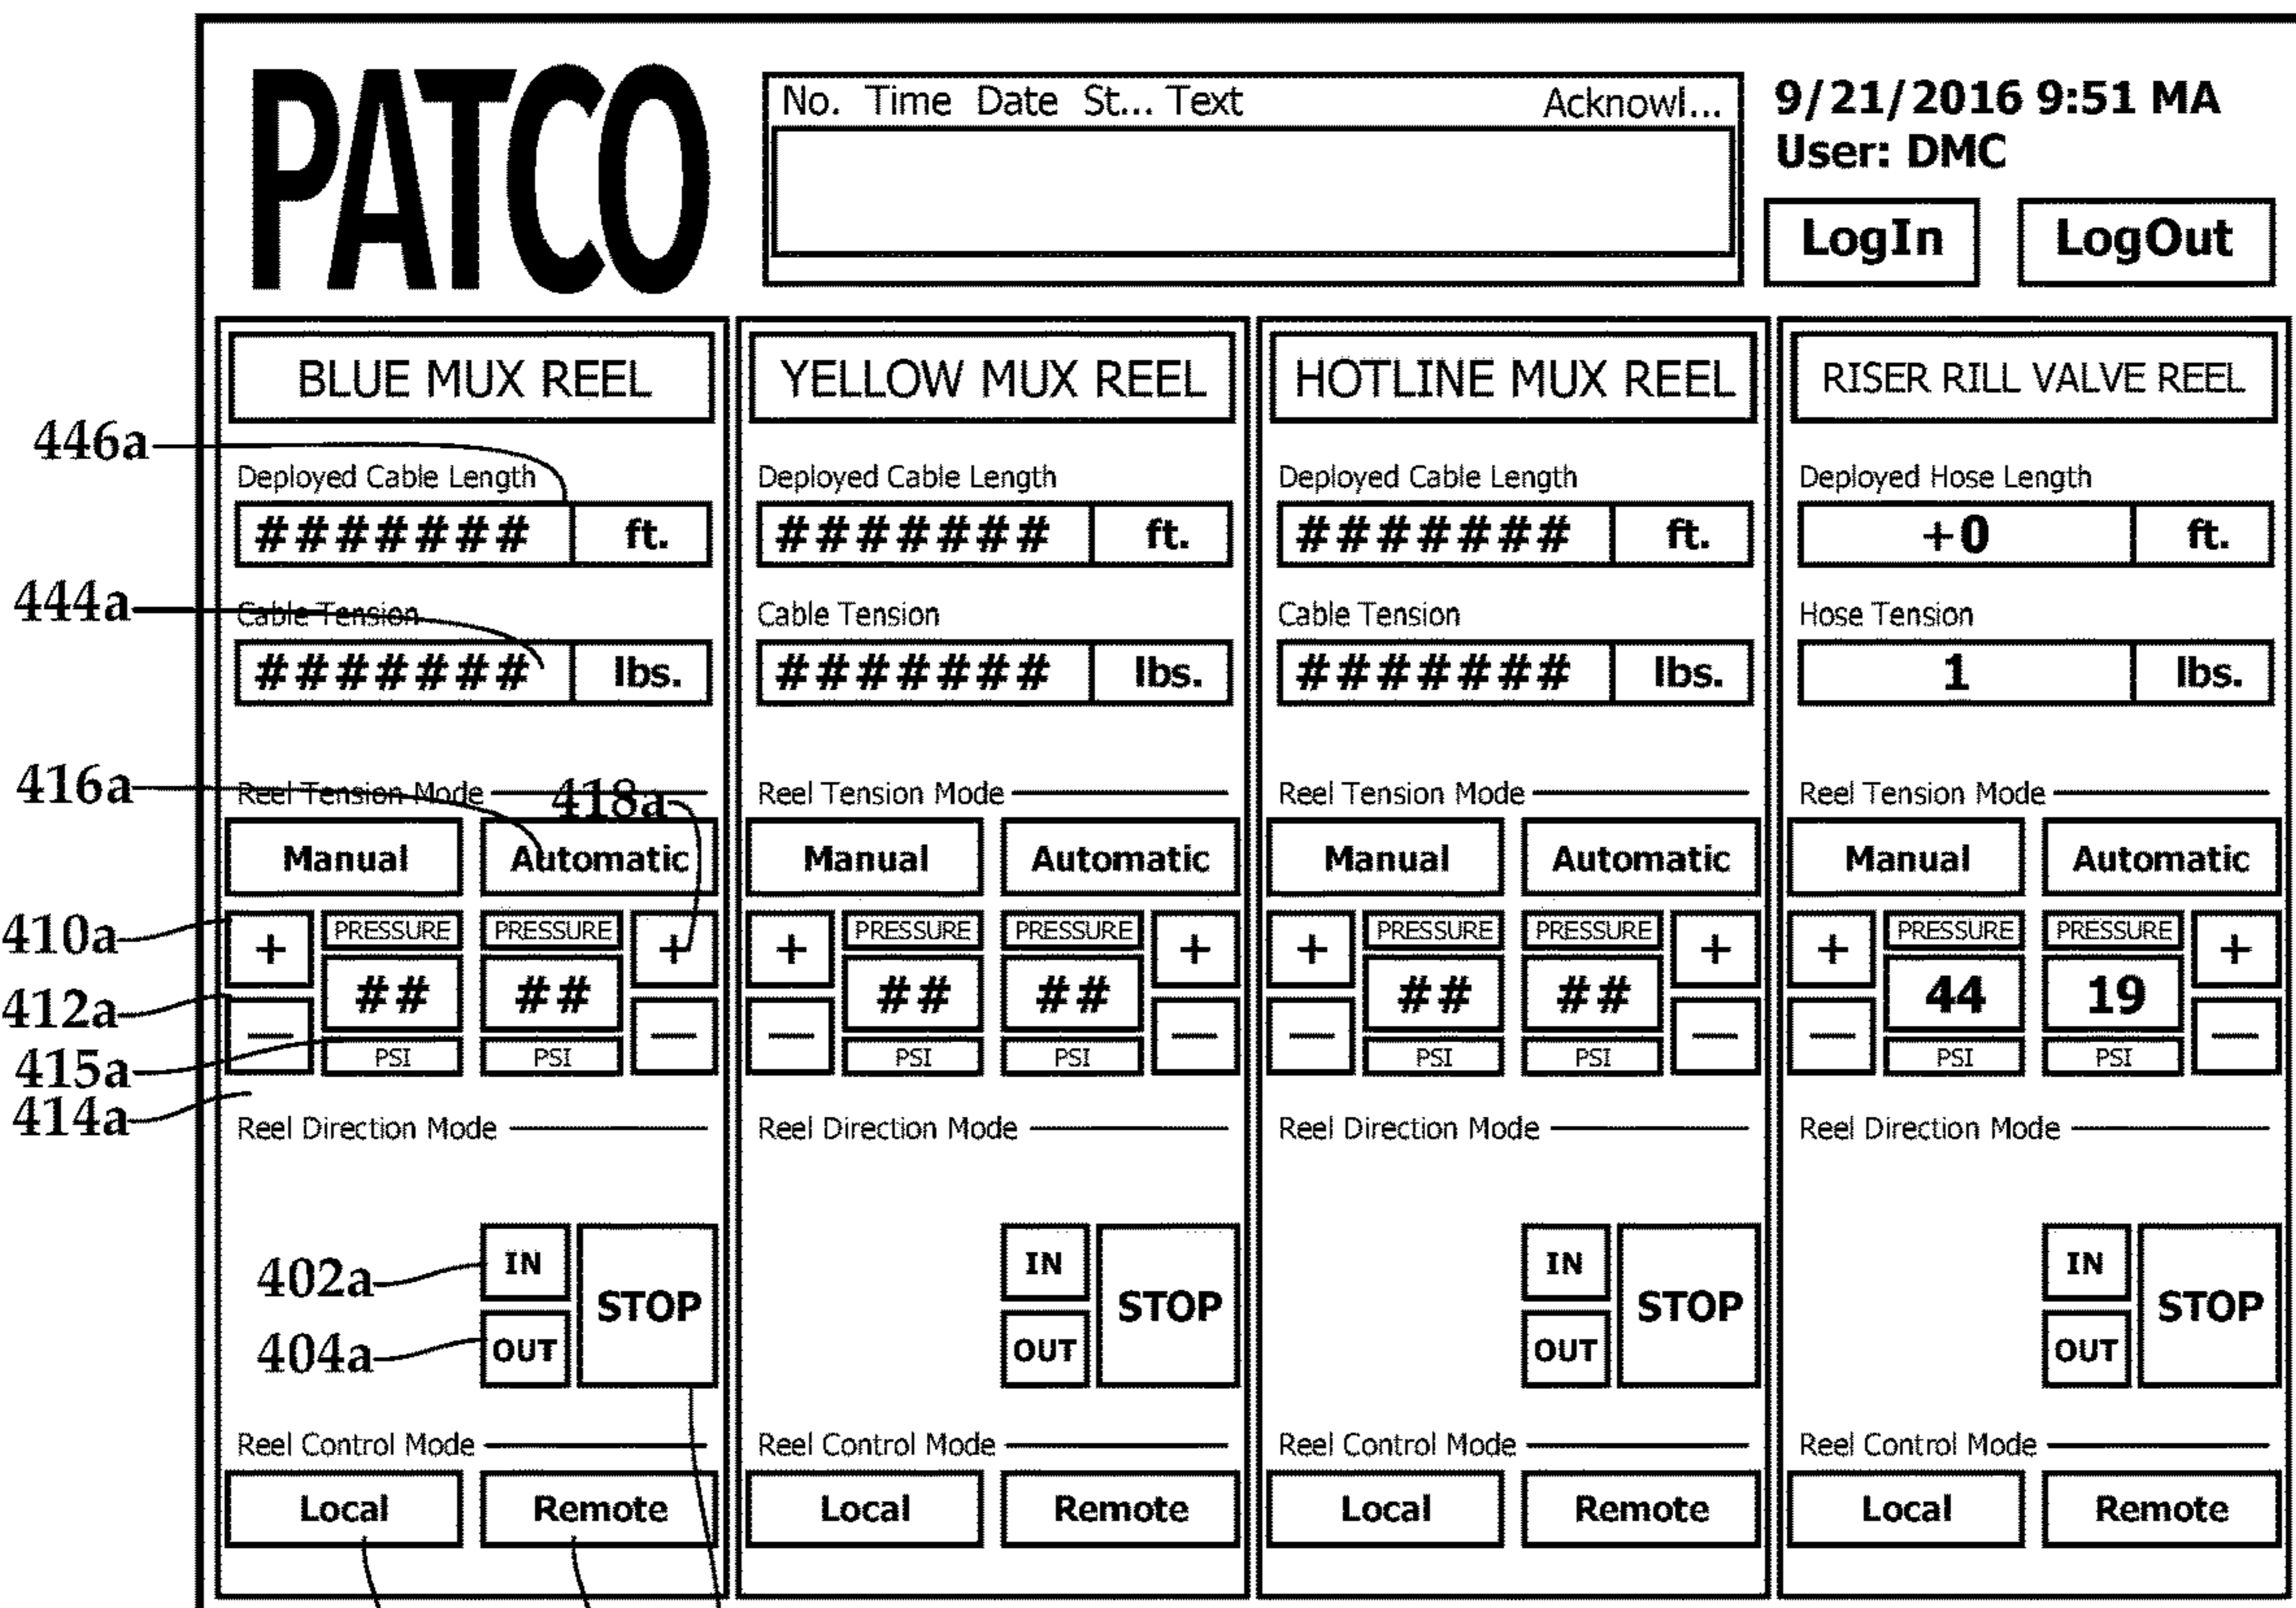 PATCO
No. Time Date St... Text Acknowl...
9/21/2016 9:51 MA
User: DMC
LogIn LogOut
BLUE MUX REEL
446a
Deployed Cable Length
####### ft.
444a
Cable Tension
####### lbs.
416a
Reel Tension Mode
418a
Manual Automatic
410a
+ PRESSURE PRESSURE +
412a
## ##
— —
415a
PSI PSI
414a
Reel Direction Mode
402a
IN
STOP
404a
OUT
Reel Control Mode
Local Remote
YELLOW MUX REEL
Deployed Cable Length
####### ft.
Cable Tension
####### lbs.
Reel Tension Mode
Manual Automatic
+ PRESSURE PRESSURE +
## ##
— —
PSI PSI
Reel Direction Mode
IN
STOP
OUT
Reel Control Mode
Local Remote
HOTLINE MUX REEL
Deployed Cable Length
####### ft.
Cable Tension
####### lbs.
Reel Tension Mode
Manual Automatic
+ PRESSURE PRESSURE +
## ##
— —
PSI PSI
Reel Direction Mode
IN
STOP
OUT
Reel Control Mode
Local Remote
RISER RILL VALVE REEL
Deployed Hose Length
+0 ft.
Hose Tension
1 lbs.
Reel Tension Mode
Manual Automatic
+ PRESSURE PRESSURE +
44 19
— —
PSI PSI
Reel Direction Mode
IN
STOP
OUT
Reel Control Mode
Local Remote